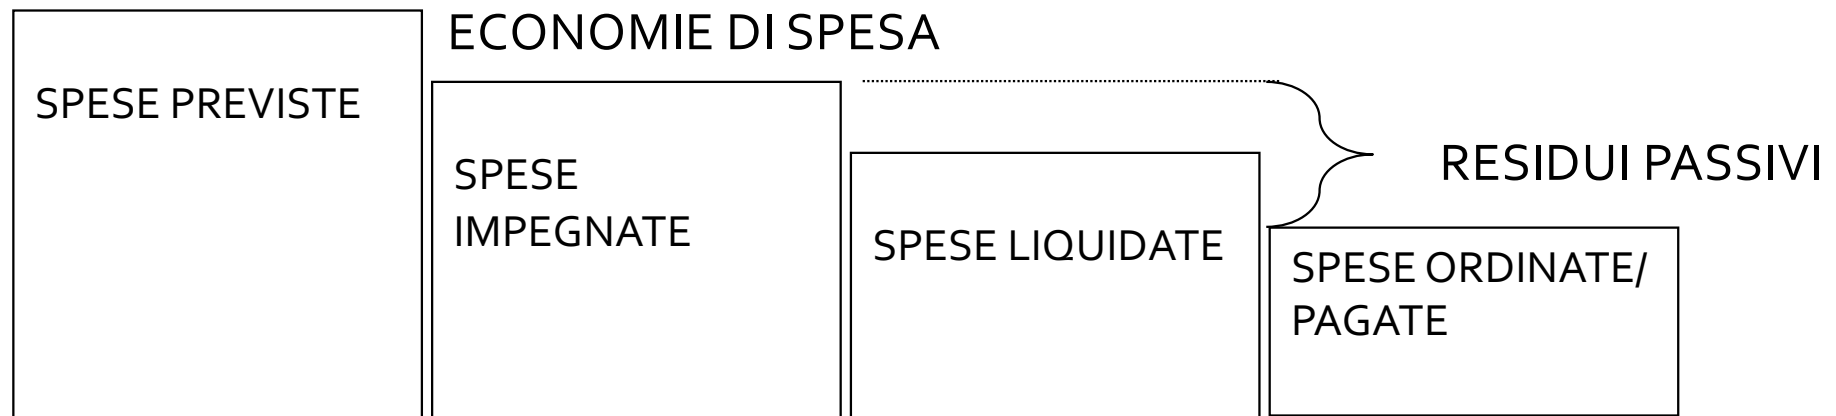 ECONOMIE DI SPESA
SPESE PREVISTE
SPESE
IMPEGNATE
SPESE LIQUIDATE
RESIDUI PASSIVI
SPESE ORDINATE/
PAGATE